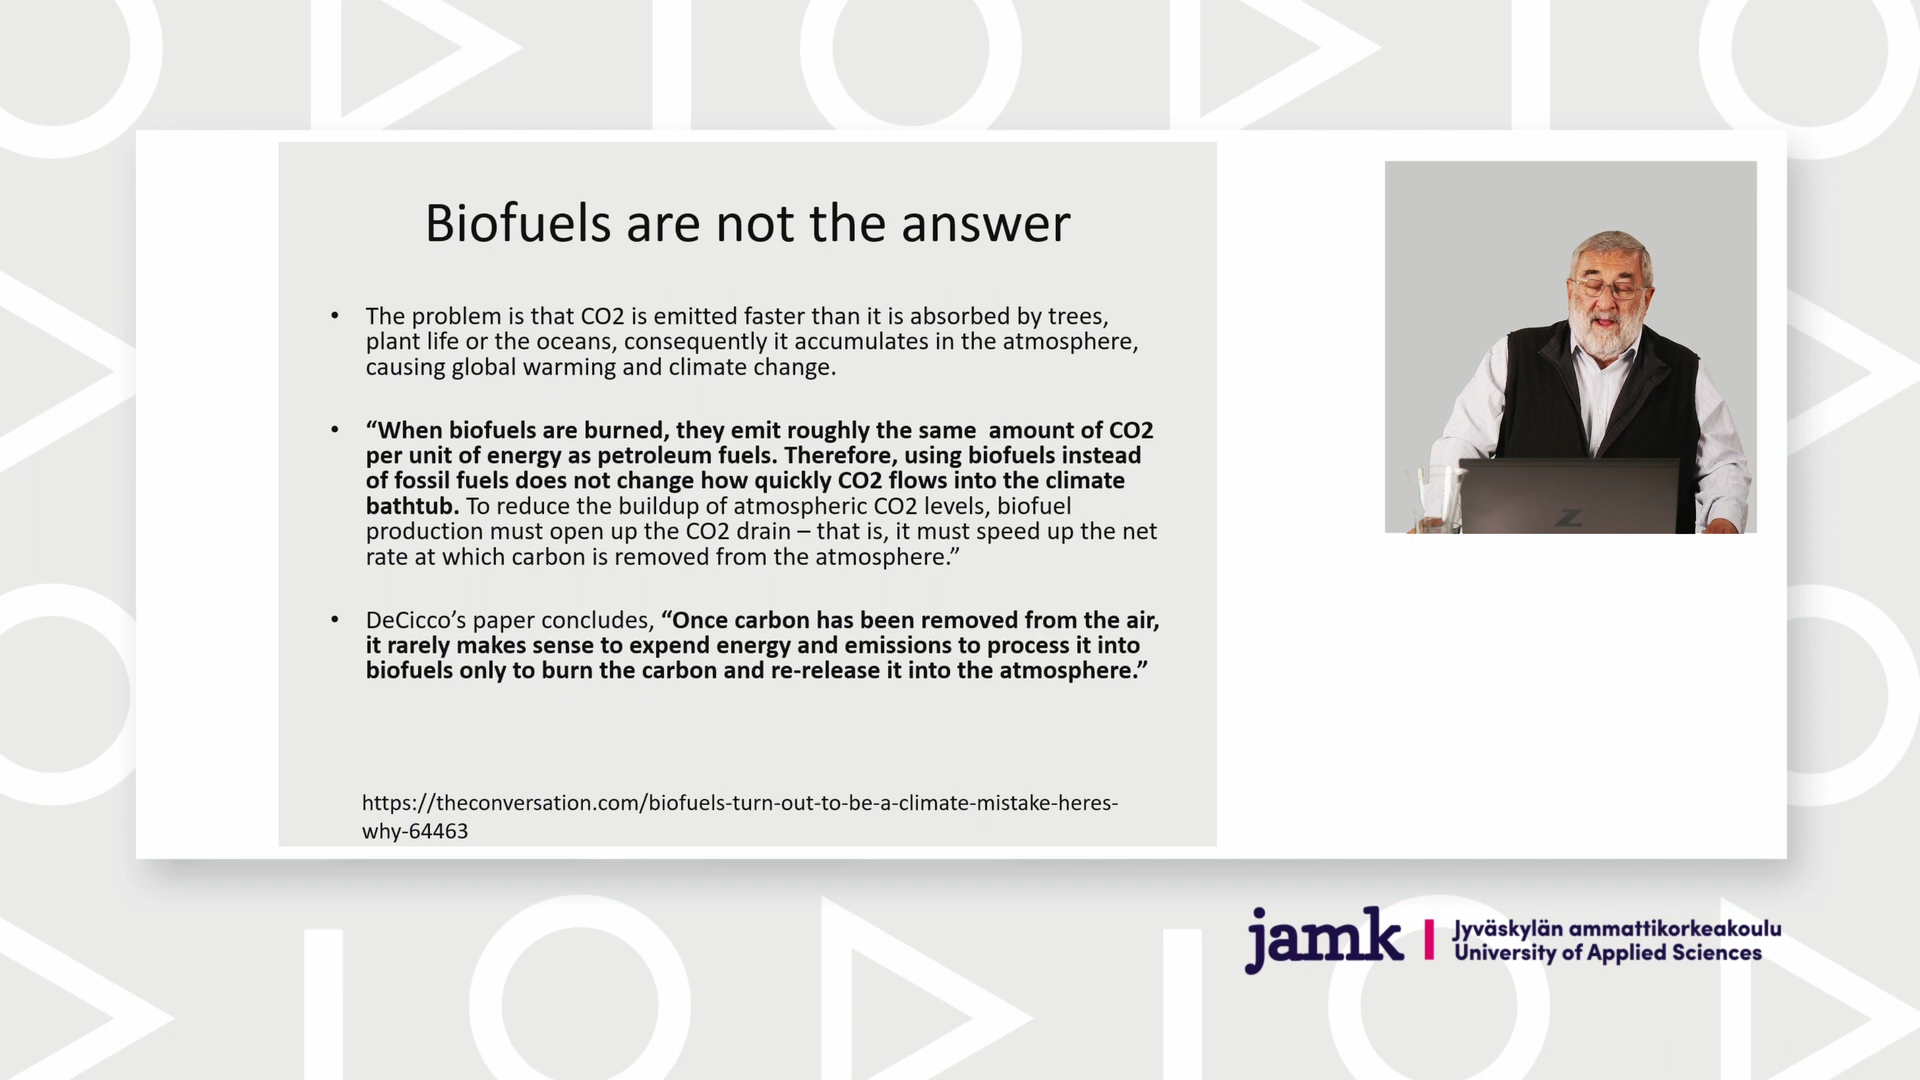 Biofuels are not the answer
• The problem is that CO2 is emitted faster than it is absorbed by trees,
plant life or the oceans, consequently it accumulates in the atmosphere,
causing global warming and climate change.
• “When biofuels are burned, they emit roughly the same  amount of CO2
per unit of energy as petroleum fuels. Therefore, using biofuels instead
of fossil fuels does not change how quickly CO2 flows into the climate
bathtub. To reduce the buildup of atmospheric CO2 levels, biofuel
production must open up the CO2 drain – that is, it must speed up the net
rate at which carbon is removed from the atmosphere.”
• DeCicco’s paper concludes, “Once carbon has been removed from the air,
it rarely makes sense to expend energy and emissions to process it into
biofuels only to burn the carbon and re-release it into the atmosphere.”
https://theconversation.com/biofuels-turn-out-to-be-a-climate-mistake-heres-
why-64463
jamk
Jyväskylän ammattikorkeakoulu
University of Applied Sciences